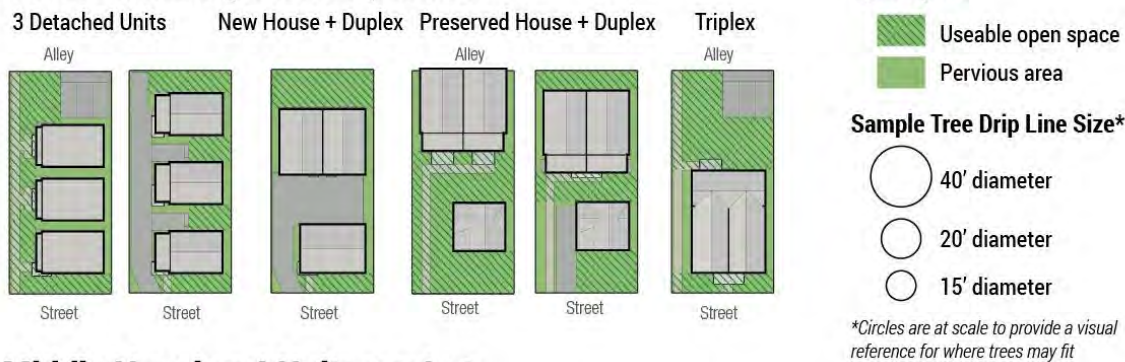 3 Detached Units
New House + Duplex
Preserved House + Duplex
Triplex
Alley
Alley
Alley
Street
Street
Street
Street
Street
Street
Useable open space
Pervious area
Sample Tree Drip Line Size*
40' diameter
20' diameter
15' diameter
*Circles are at scale to provide a visual
reference for where trees may fit